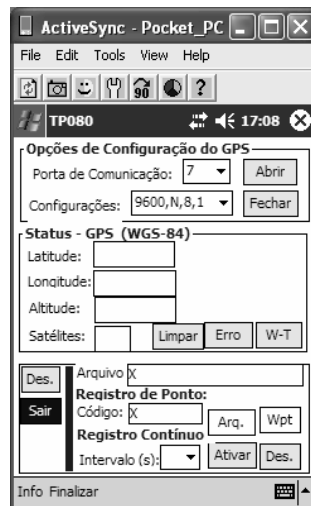 ActiveSync - Pocket_PC
File Edit Tools View Help
90 ?
TP080 17:08
Opções de Configuração do GPS
Porta de Comunicação: 7 Abrir
Configurações: 9600,N,8,1 Fechar
Status - GPS (WGS-84)
Latitude:
Longitude:
Altitude:
Satélites: Limpar Erro W-T
Des. Arquivo X
Registro de Ponto:
Sair Código: X Arq. Wpt
Registro Contínuo
Intervalo (s): Ativar Des.
Info Finalizar